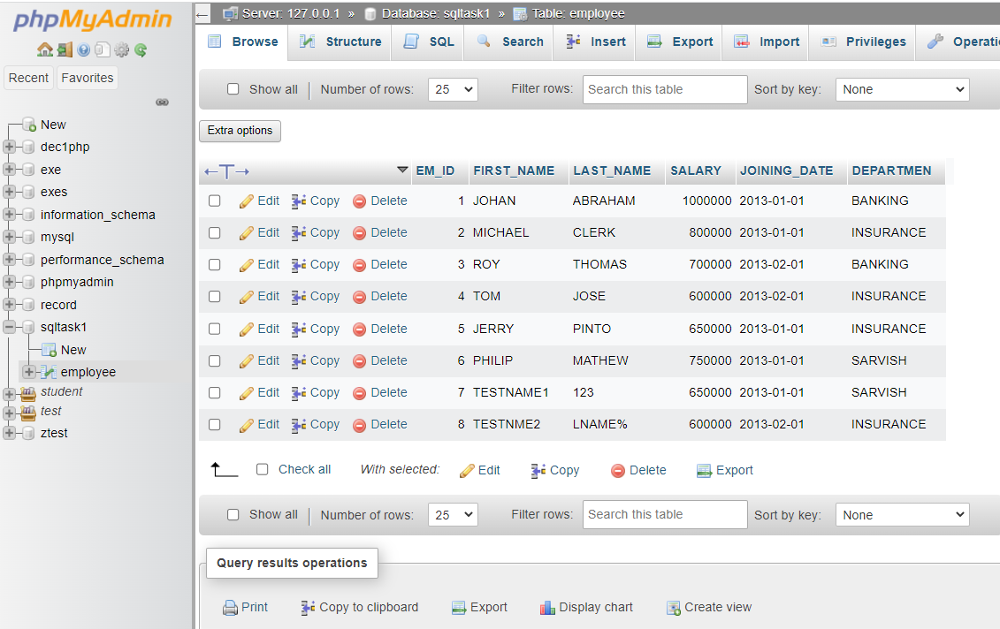 phpMyAdmin
Recent Favorites
New
dec1php
exe
exes
information_schema
mysql
performance_schema
phpmyadmin
record
sqltask1
New
employee
student
test
ztest
Server: 127.0.0.1 » Database: sqltask1 » Table: employee
Browse Structure SQL Search Insert Export Import Privileges Operati
Show all Number of rows: 25 Filter rows: Search this table Sort by key: None
Extra options
EM_ID FIRST_NAME LAST_NAME SALARY JOINING_DATE DEPARTMEN
Edit Copy Delete 1 JOHAN ABRAHAM 1000000 2013-01-01 BANKING
Edit Copy Delete 2 MICHAEL CLERK 800000 2013-01-01 INSURANCE
Edit Copy Delete 3 ROY THOMAS 700000 2013-02-01 BANKING
Edit Copy Delete 4 TOM JOSE 600000 2013-02-01 INSURANCE
Edit Copy Delete 5 JERRY PINTO 650000 2013-01-01 INSURANCE
Edit Copy Delete 6 PHILIP MATHEW 750000 2013-01-01 SARVISH
Edit Copy Delete 7 TESTNAME1 123 650000 2013-01-01 SARVISH
Edit Copy Delete 8 TESTNME2 LNAME% 600000 2013-02-01 INSURANCE
Check all With selected: Edit Copy Delete Export
Show all Number of rows: 25 Filter rows: Search this table Sort by key: None
Query results operations
Print Copy to clipboard Export Display chart Create view